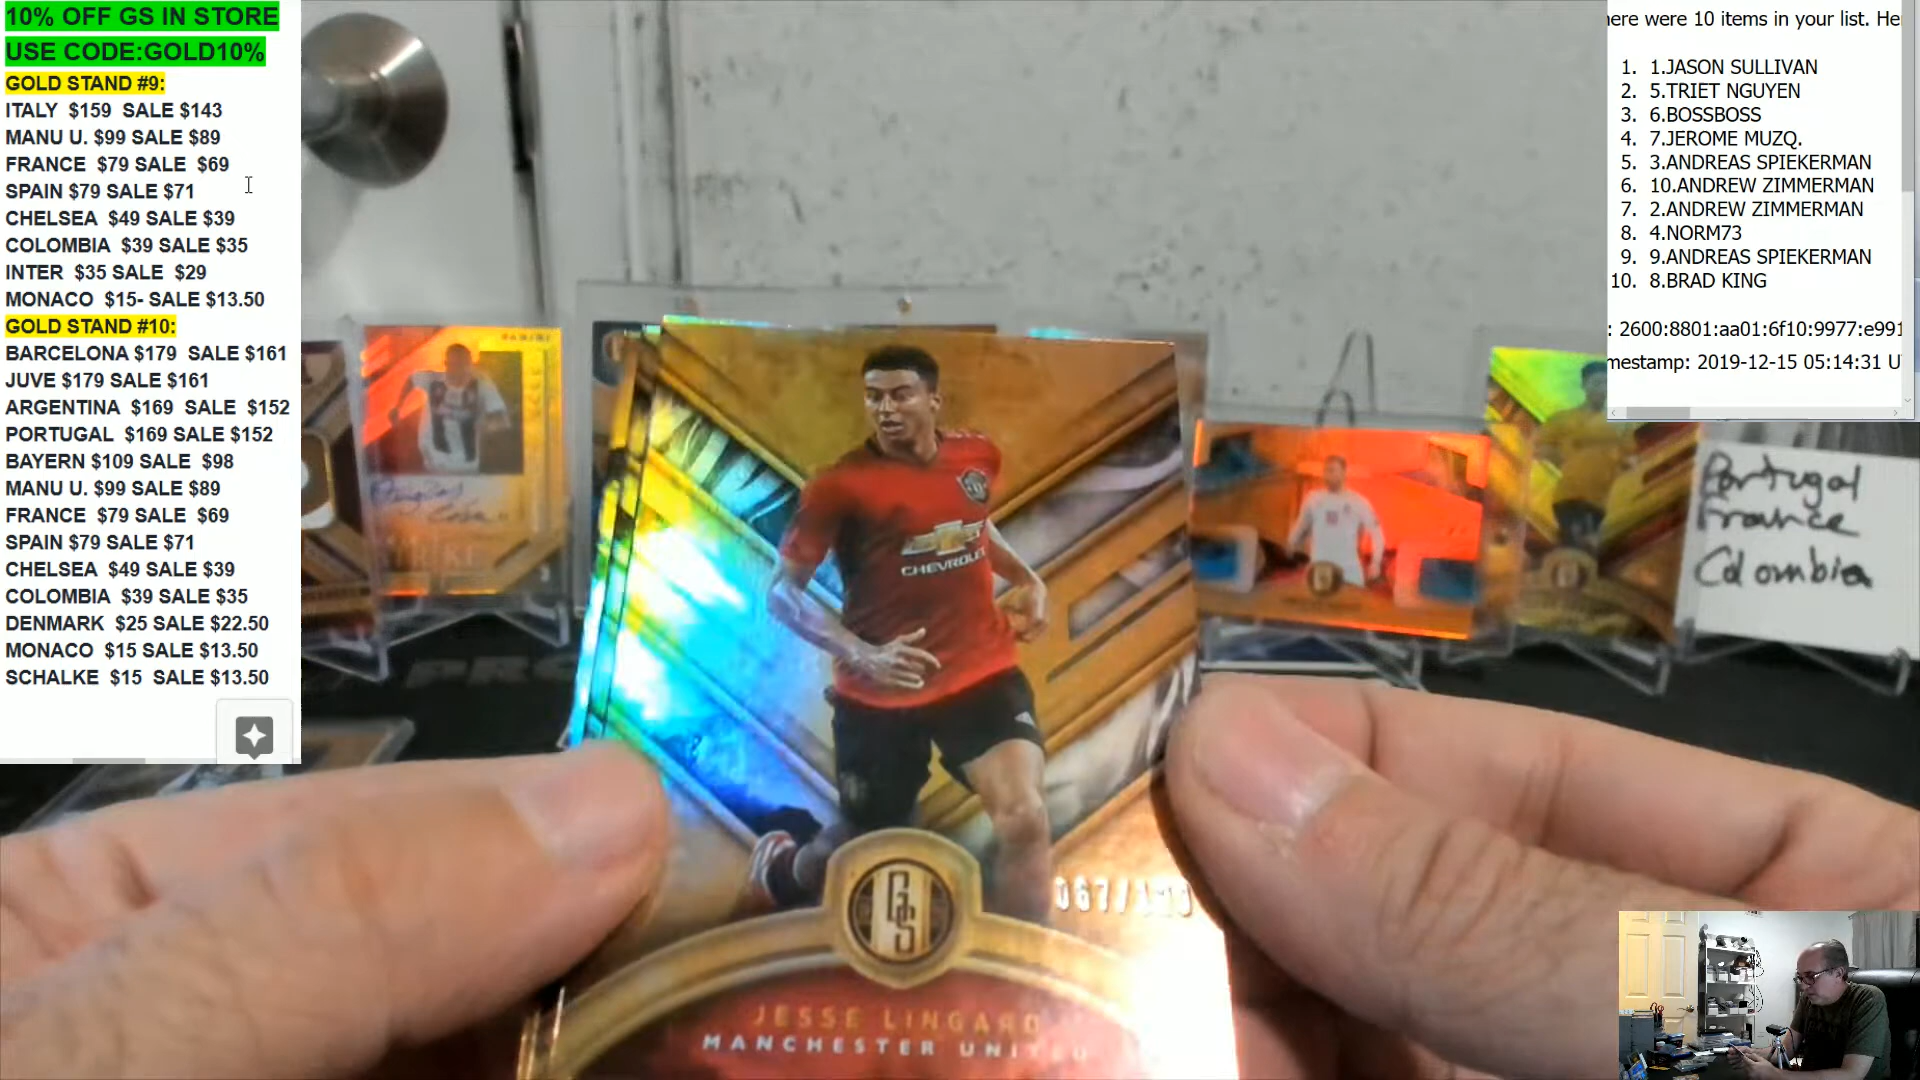 10% OFF GS IN STORE
USE CODE:GOLD10%
GOLD STAND #9:
ITALY $159 SALE $143
MANU U. $99 SALE $89
FRANCE $79 SALE $69
SPAIN $79 SALE $71
CHELSEA $49 SALE $39
COLOMBIA $39 SALE $35
INTER $35 SALE $29
MONACO $15- SALE $13.50
GOLD STAND #10:
BARCELONA $179 SALE $161
JUVE $179 SALE $161
ARGENTINA $169 SALE $152
PORTUGAL $169 SALE $152
BAYERN $109 SALE $98
MANU U. $99 SALE $89
FRANCE $79 SALE $69
SPAIN $79 SALE $71
CHELSEA $49 SALE $39
COLOMBIA $39 SALE $35
DENMARK $25 SALE $22.50
MONACO $15 SALE $13.50
SCHALKE $15 SALE $13.50
ere were 10 items in your list. He
1. 1.JASON SULLIVAN
2. 5.TRIET NGUYEN
3. 6.BOSSBOSS
4. 7.JEROME MUZQ.
5. 3.ANDREAS SPIEKERMAN
6. 10.ANDREW ZIMMERMAN
7. 2.ANDREW ZIMMERMAN
8. 4.NORM73
9. 9.ANDREAS SPIEKERMAN
10. 8.BRAD KING
: 2600:8801:aa01:6f10:9977:e991
mestamp: 2019-12-15 05:14:31 U
Portugal
France
Colombia
CHEVROLET
GS
JESSE LINGARD
MANCHESTER UNITED